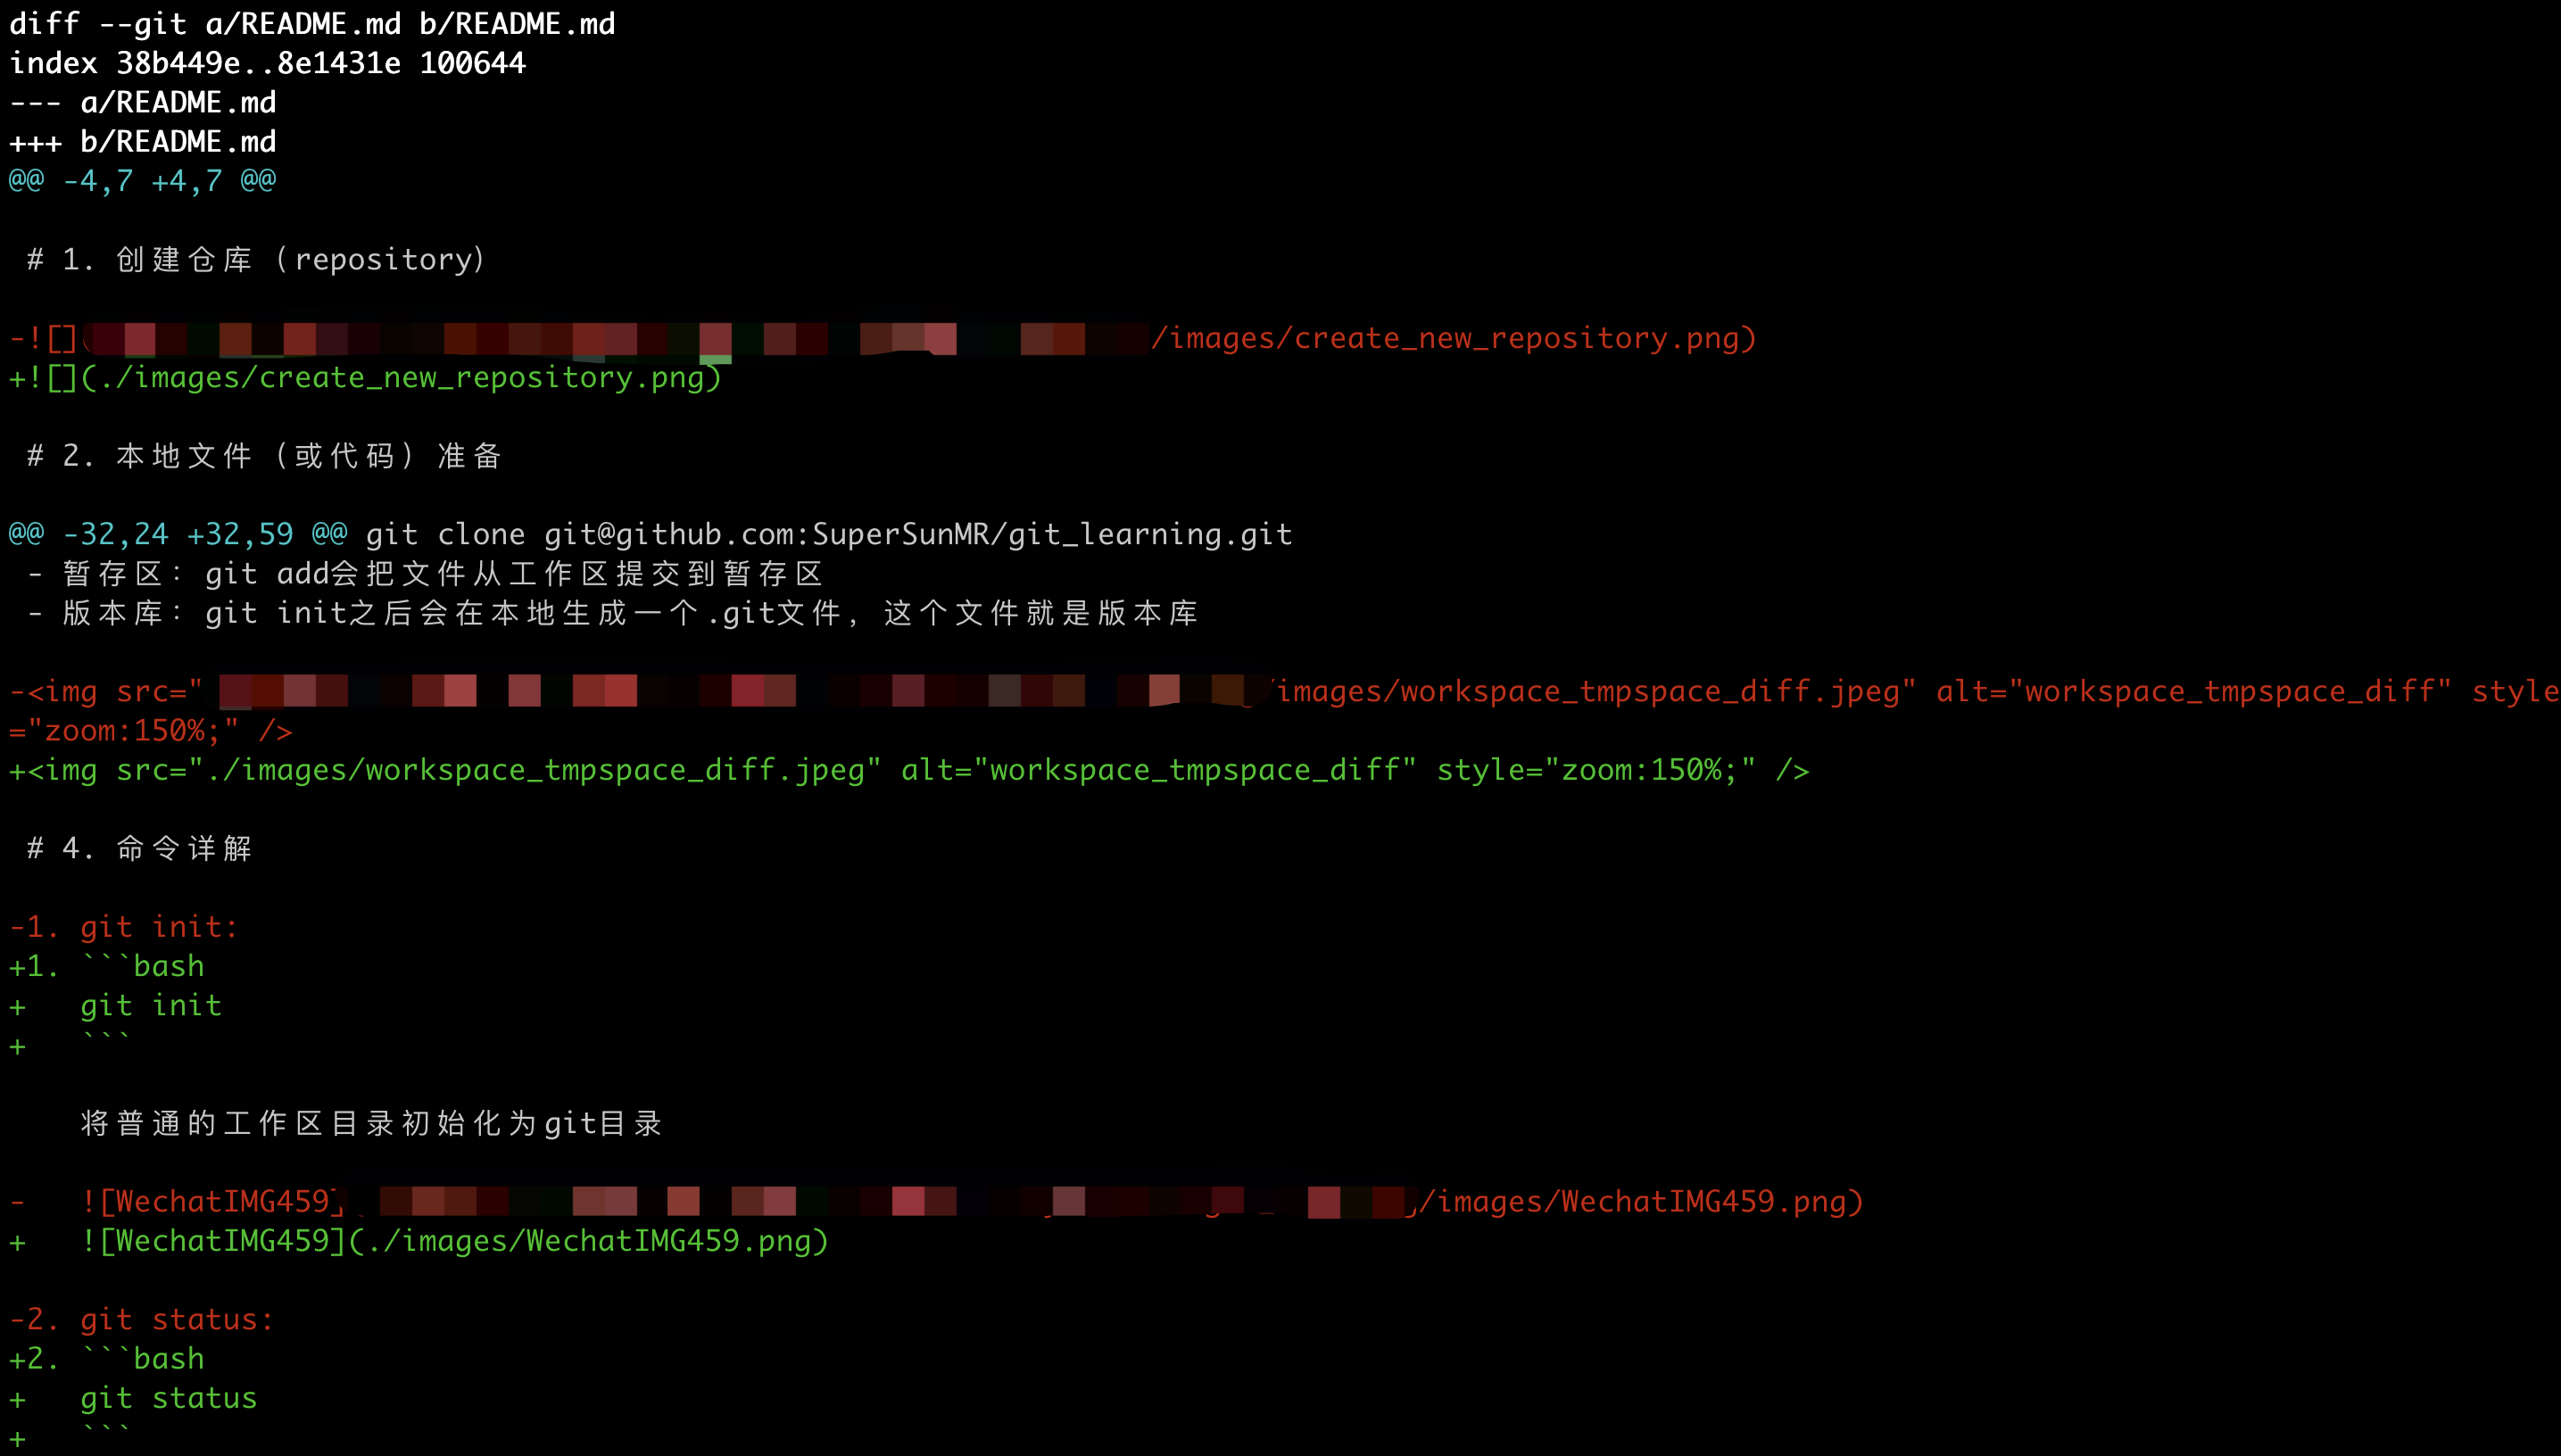 diff --git a/README.md b/README.md
index 38b449e..8e1431e 100644
--- a/README.md
+++ b/README.md
@@ -4,7 +4,7 @@
# 1. 创建仓库（repository）
-![]
/images/create_new_repository.png)
+![](./images/create_new_repository.png)
# 2. 本地文件（或代码）准备
@@ -32,24 +32,59 @@ git clone git@github.com:SuperSunMR/git_learning.git
- 暂存区：git add会把文件从工作区提交到暂存区
- 版本库：git init之后会在本地生成一个.git文件，这个文件就是版本库
-<img src="
images/workspace_tmpspace_diff.jpeg" alt="workspace_tmpspace_diff" style
="zoom:150%;" />
+<img src="./images/workspace_tmpspace_diff.jpeg" alt="workspace_tmpspace_diff" style="zoom:150%;" />
# 4. 命令详解
-1. git init:
+1. ```bash
+   git init
+   ```
将普通的工作区目录初始化为git目录
-   ![WechatIMG459]
/images/WechatIMG459.png)
+   ![WechatIMG459](./images/WechatIMG459.png)
-2. git status:
+2. ```bash
+   git status
+   ```